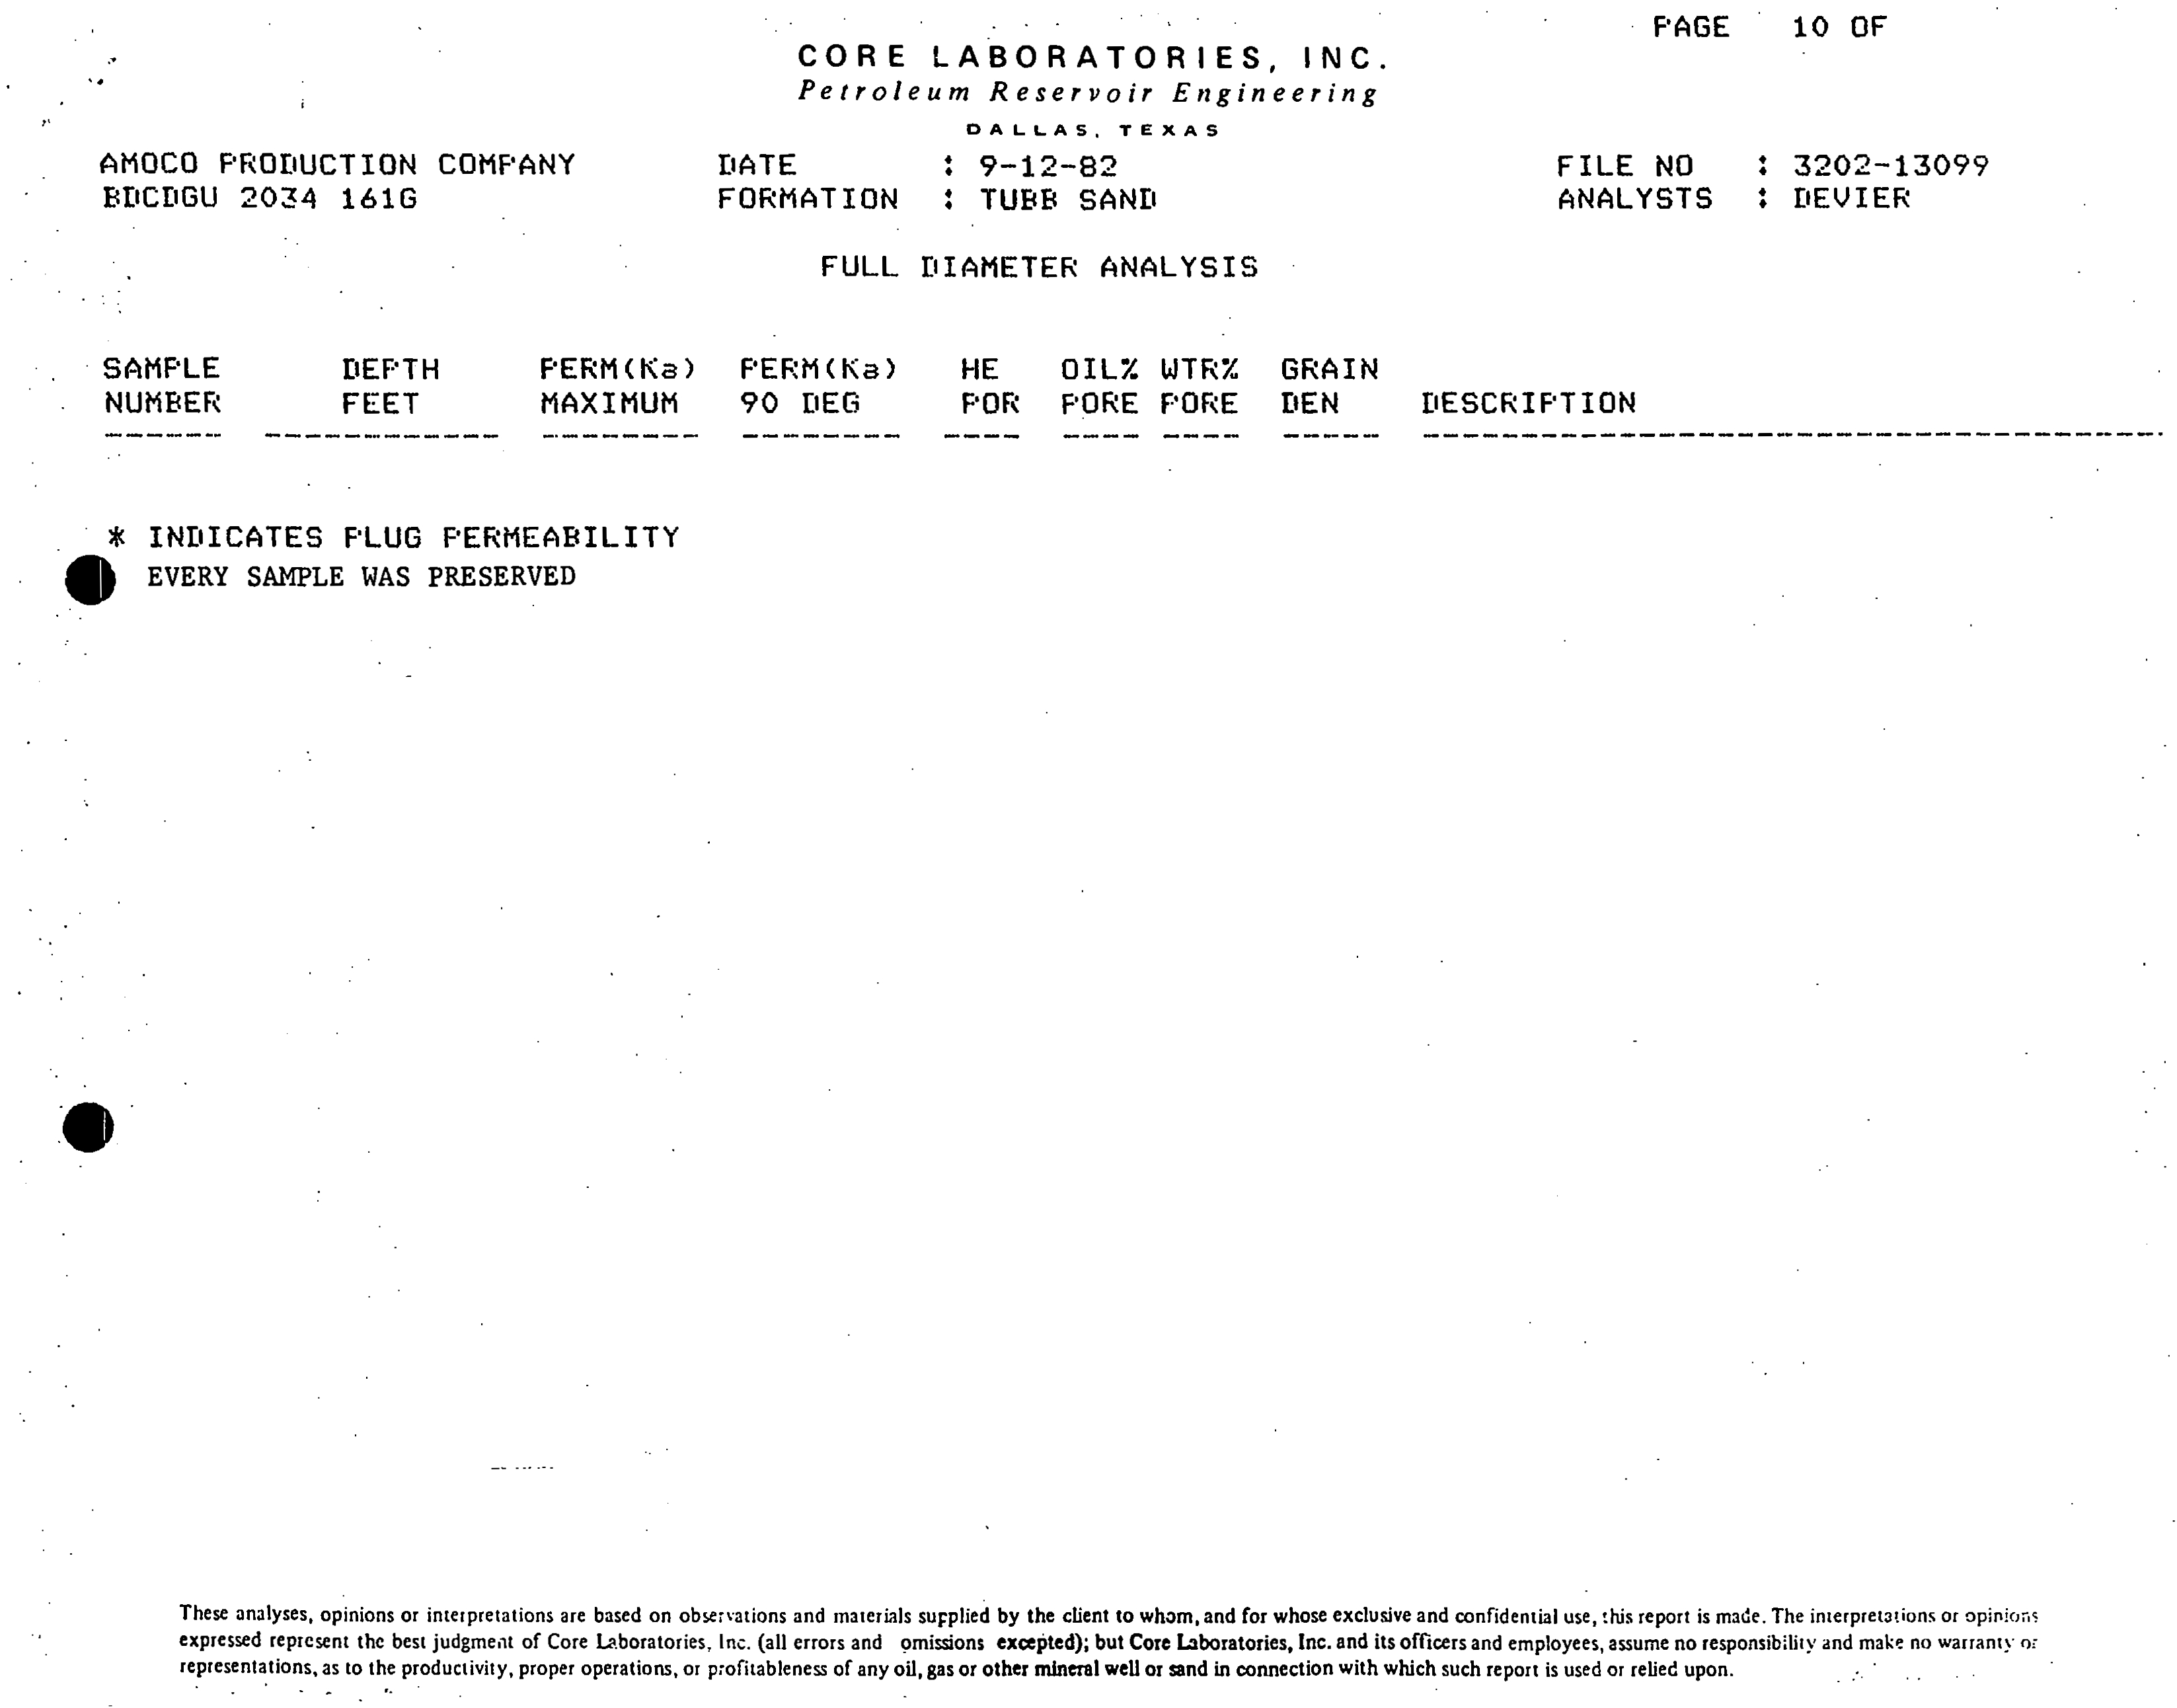 PAGE 10 OF
CORE LABORATORIES, INC.
Petroleum Reservoir Engineering
DALLAS, TEXAS
AMOCO PRODUCTION COMPANY DATE : 9-12-82 FILE NO : 3202-13099
BDCDGU 2034 161G FORMATION : TUBB SAND ANALYSTS : DEVIER
FULL DIAMETER ANALYSIS
SAMPLE DEPTH PERM(Ka) PERM(Ka) HE OIL% WTR% GRAIN
NUMBER FEET MAXIMUM 90 DEG POR PORE PORE DEN DESCRIPTION
* INDICATES PLUG PERMEABILITY
EVERY SAMPLE WAS PRESERVED
These analyses, opinions or interpretations are based on observations and materials supplied by the client to whom, and for whose exclusive and confidential use, this report is made. The interpretations or opinions
expressed represent the best judgment of Core Laboratories, Inc. (all errors and omissions excepted); but Core Laboratories, Inc. and its officers and employees, assume no responsibility and make no warranty or
representations, as to the productivity, proper operations, or profitableness of any oil, gas or other mineral well or sand in connection with which such report is used or relied upon.